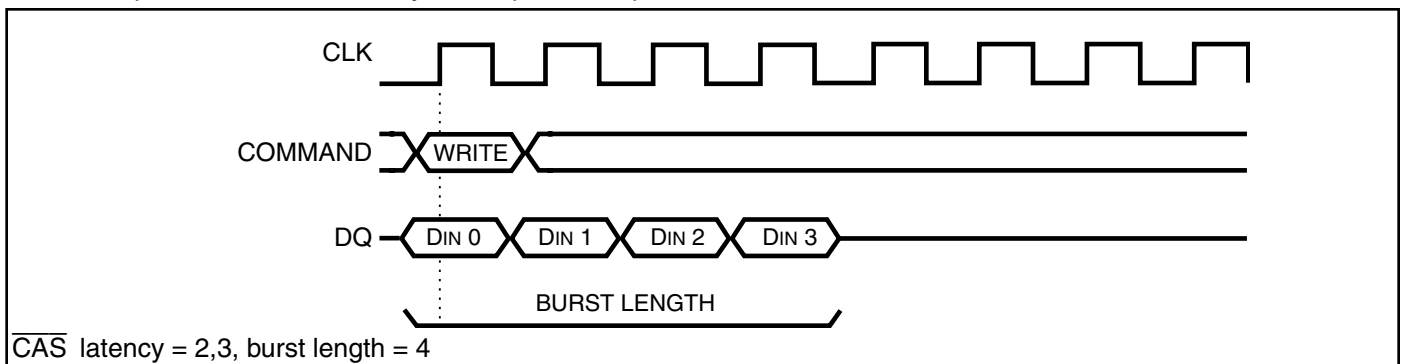 CLK
COMMAND WRITE
DQ DIN 0 DIN 1 DIN 2 DIN 3
BURST LENGTH
CAS latency = 2,3, burst length = 4